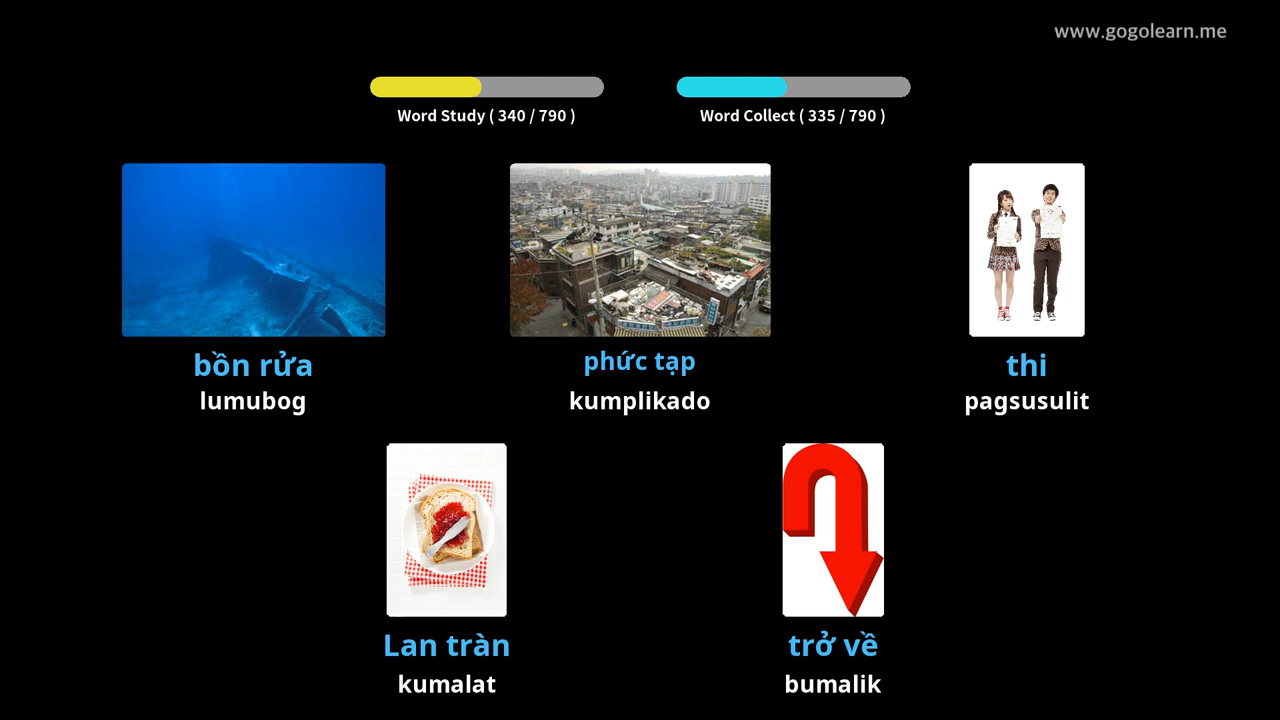 www.gogolearn.me
Word Study ( 340 / 790 )
Word Collect ( 335 / 790 )
bồn rửa
lumubog
phức tạp
kumplikado
thi
pagsusulit
Lan tràn
kumalat
trở về
bumalik